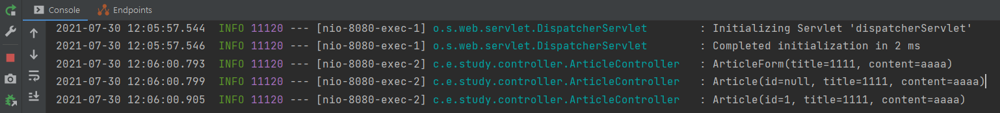 Console Endpoints
2021-07-30 12:05:57.544 INFO 11120 --- [nio-8080-exec-1] o.s.web.servlet.DispatcherServlet : Initializing Servlet 'dispatcherServlet'
2021-07-30 12:05:57.546 INFO 11120 --- [nio-8080-exec-1] o.s.web.servlet.DispatcherServlet : Completed initialization in 2 ms
2021-07-30 12:06:00.793 INFO 11120 --- [nio-8080-exec-2] c.e.study.controller.ArticleController : ArticleForm(title=1111, content=aaaa)
2021-07-30 12:06:00.799 INFO 11120 --- [nio-8080-exec-2] c.e.study.controller.ArticleController : Article(id=null, title=1111, content=aaaa)
2021-07-30 12:06:00.905 INFO 11120 --- [nio-8080-exec-2] c.e.study.controller.ArticleController : Article(id=1, title=1111, content=aaaa)